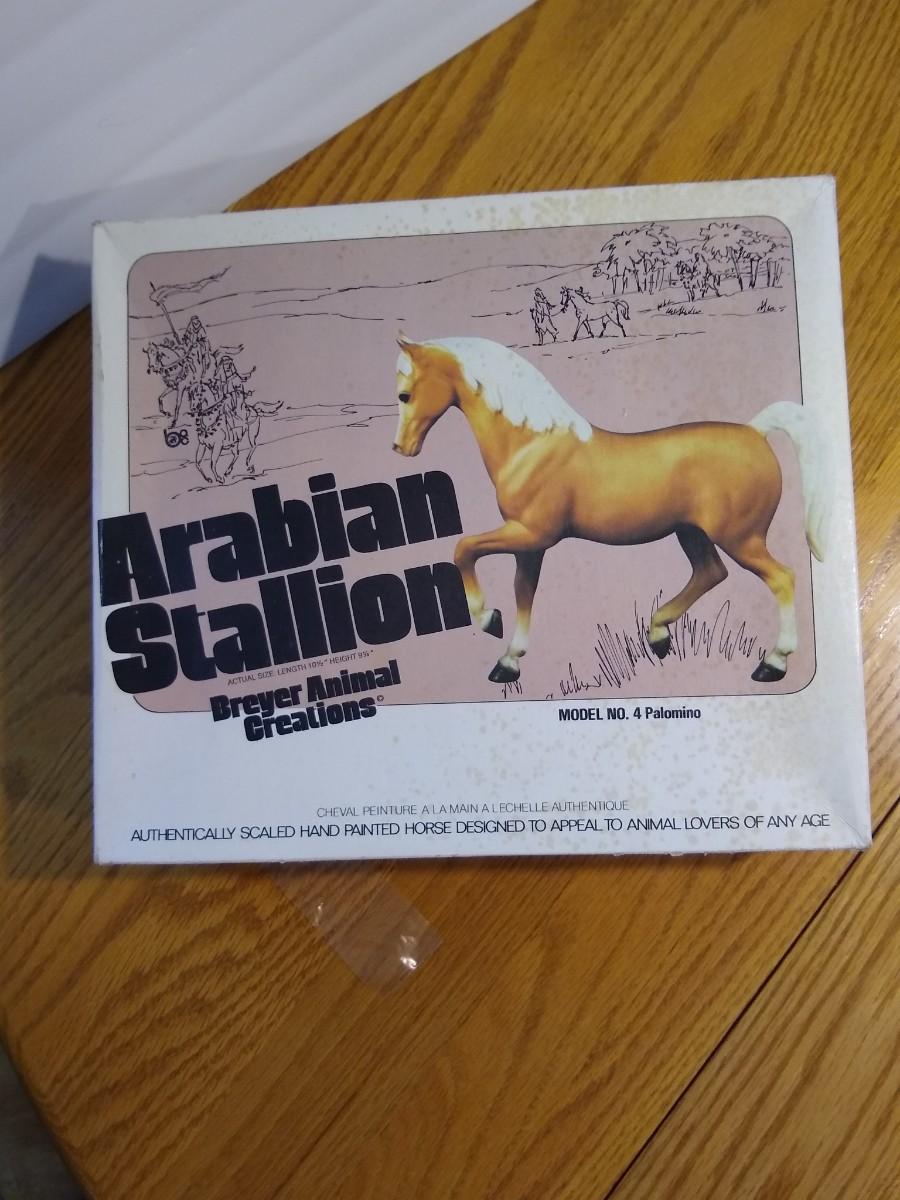 Arabian
Stallion
ACTUAL SIZE: LENGTH 10½" HEIGHT 9¼"
Breyer Animal
Creations©
MODEL NO. 4 Palomino
CHEVAL PEINTURE A LA MAIN A L'ECHELLE AUTHENTIQUE
AUTHENTICALLY SCALED HAND PAINTED HORSE DESIGNED TO APPEAL TO ANIMAL LOVERS OF ANY AGE